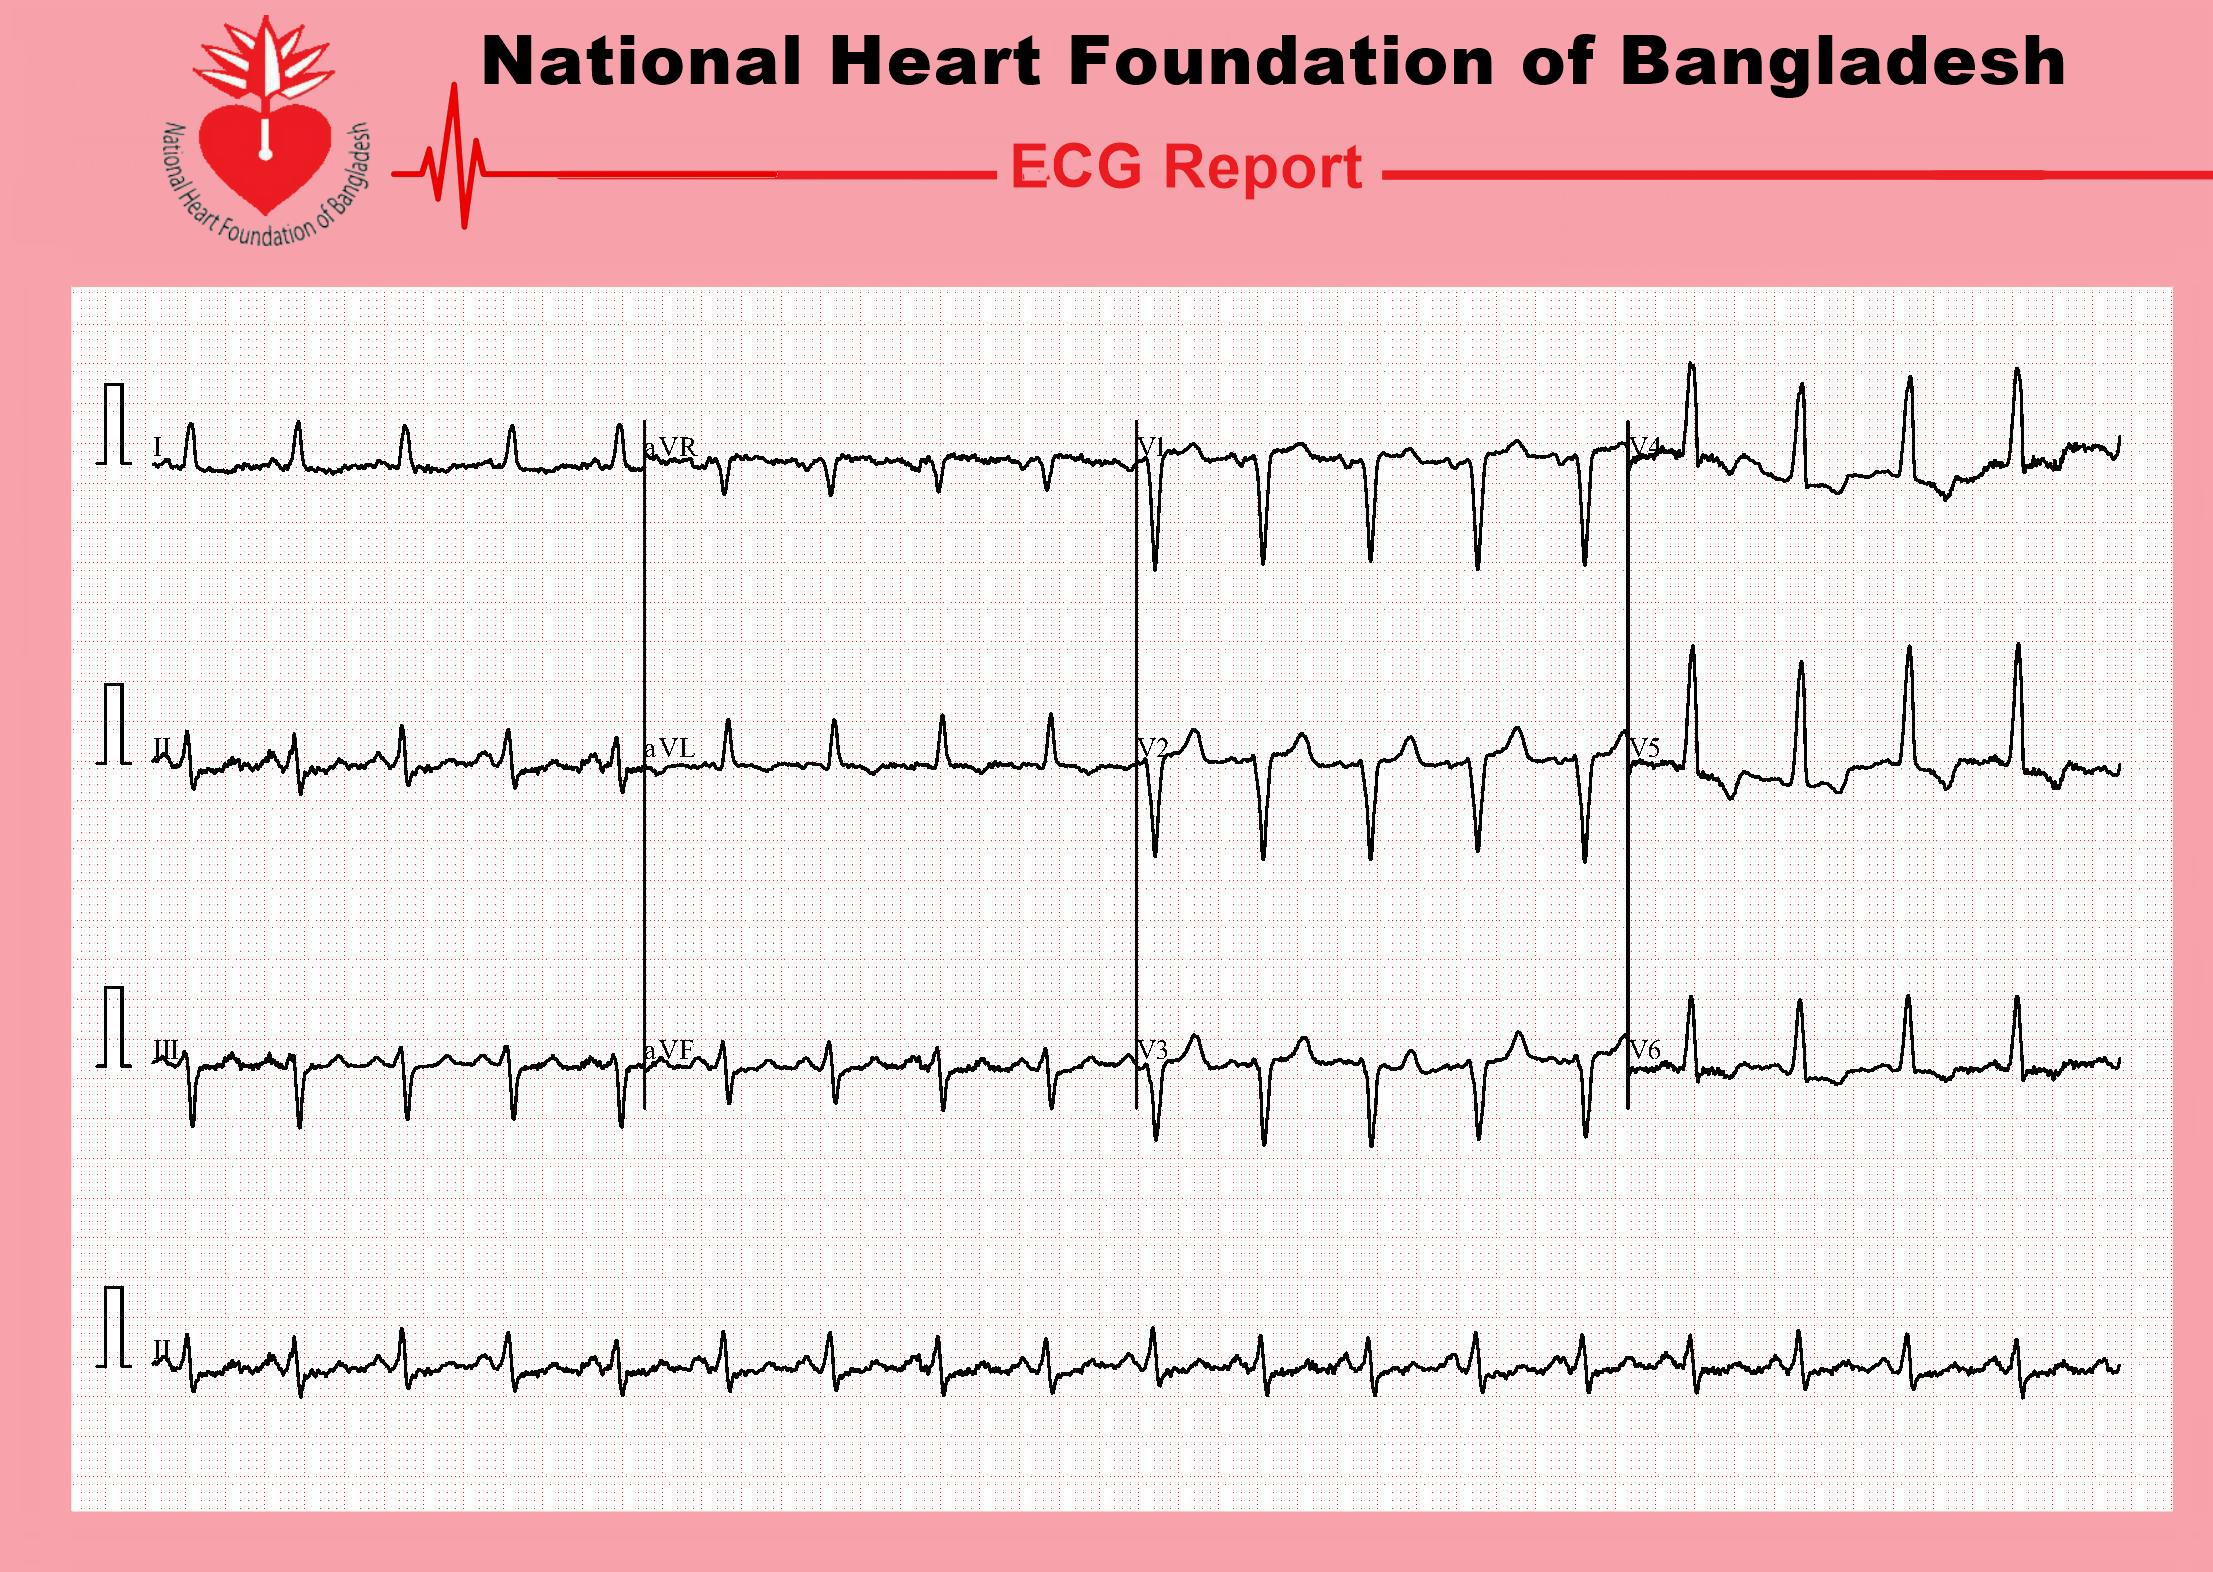 National Heart Foundation of Bangladesh
National Heart Foundation of Bangladesh
ECG Report
I
aVR
V1
V4
II
aVL
V2
V5
III
aVF
V3
V6
II